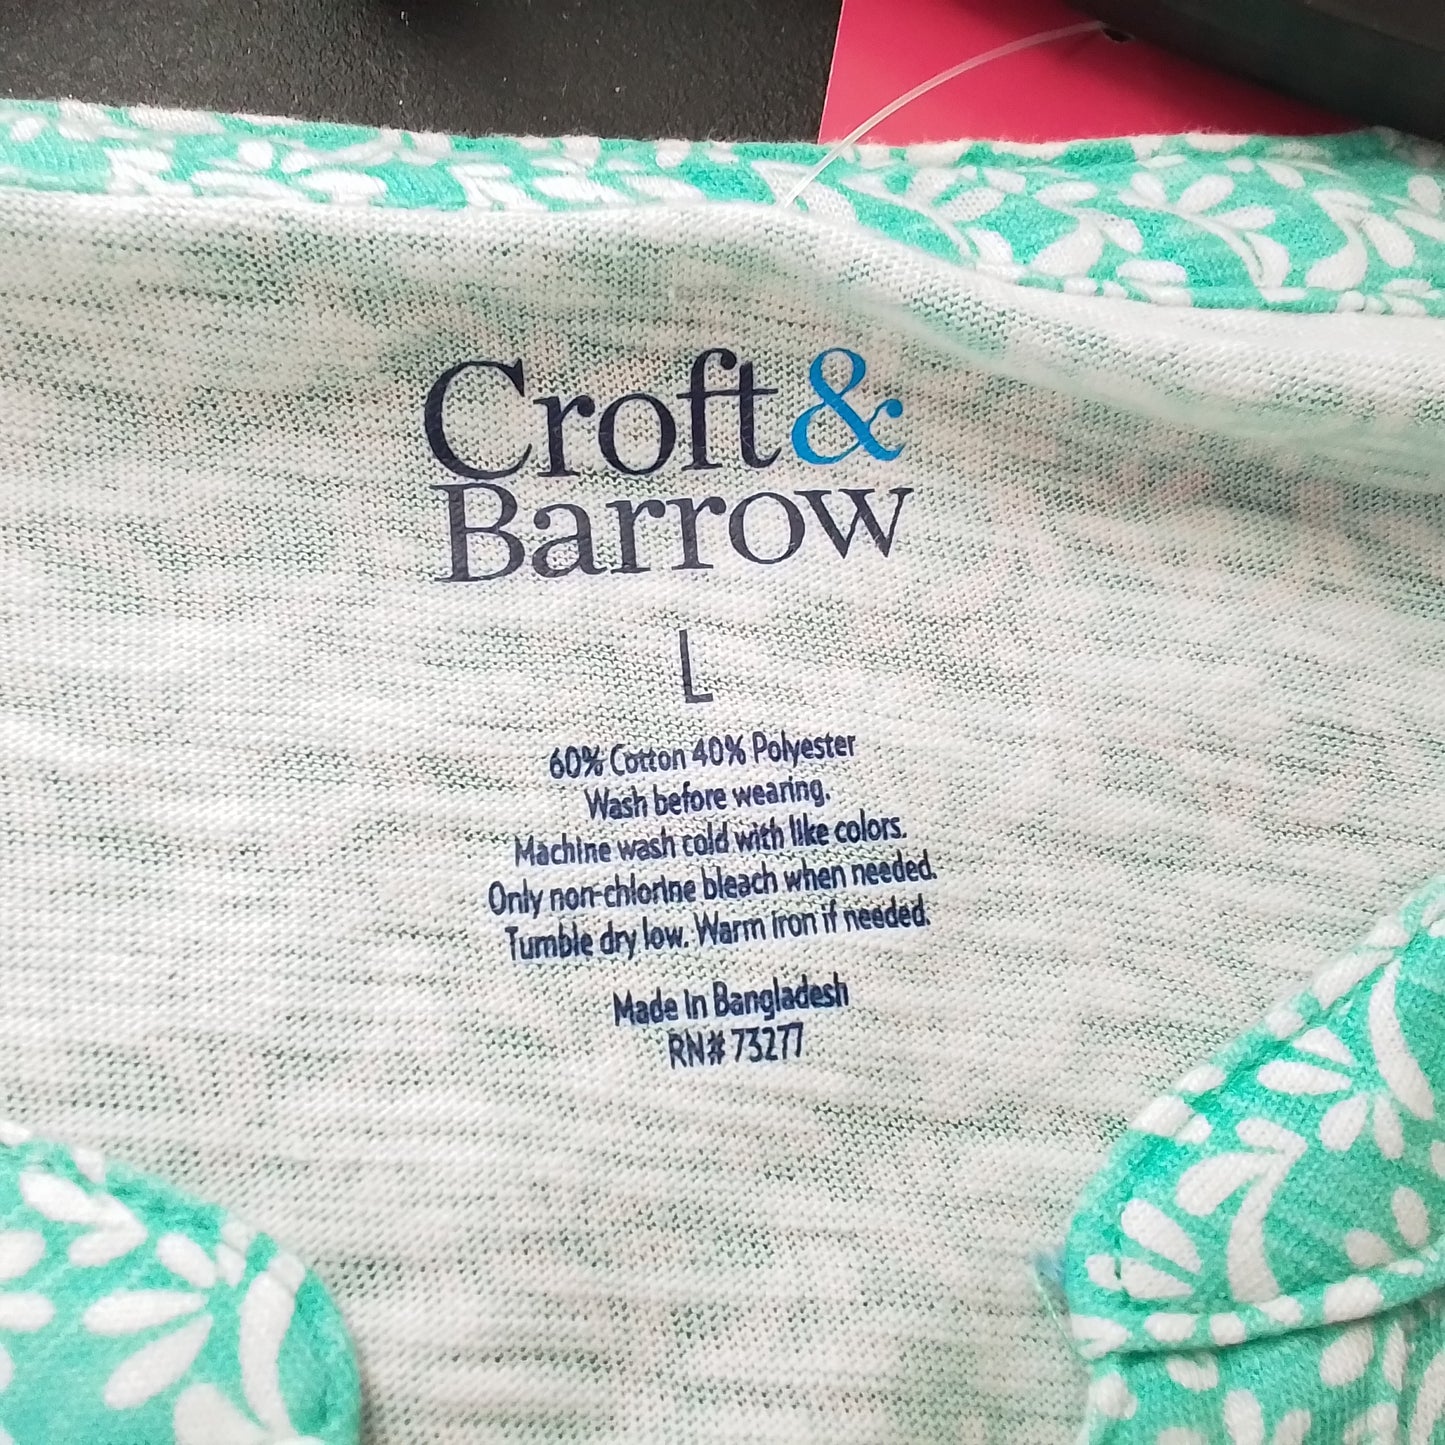 Croft &
Barrow
L
60% Cotton 40% Polyester
Wash before wearing.
Machine wash cold with like colors.
Only non-chlorine bleach when needed.
Tumble dry low. Warm iron if needed.
Made In Bangladesh
RN# 73277